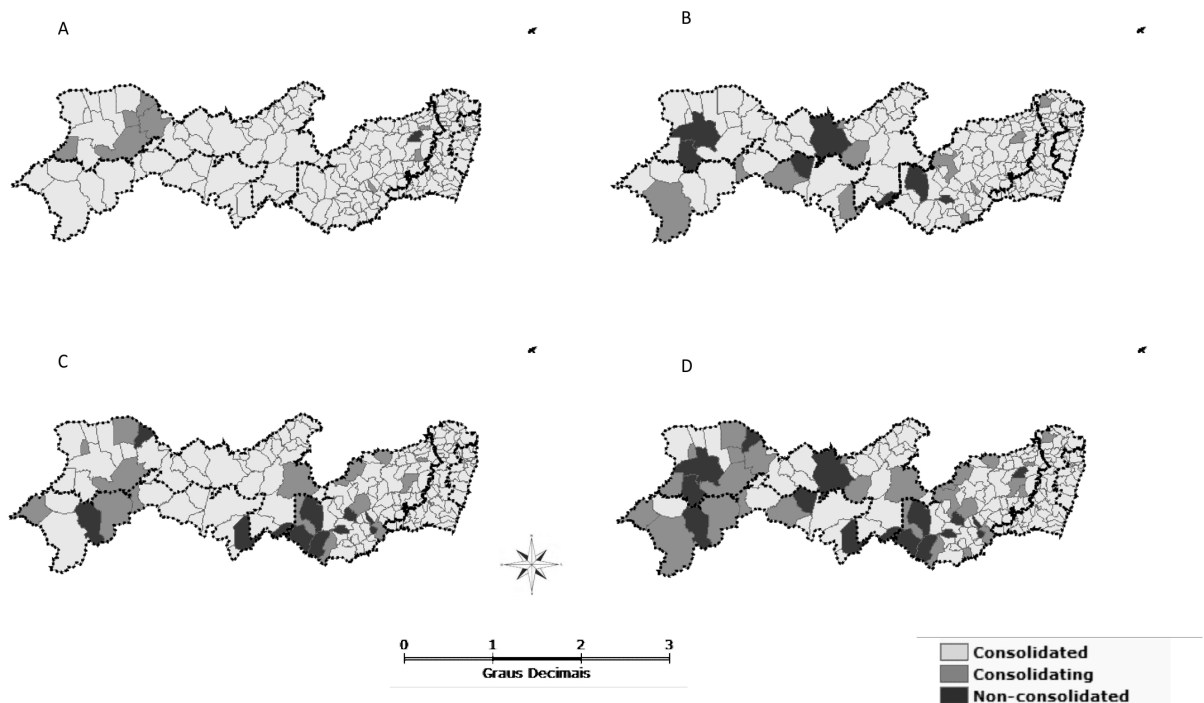 A
B
C
D
0 1 2 3
Graus Decimais
Consolidated
Consolidating
Non-consolidated